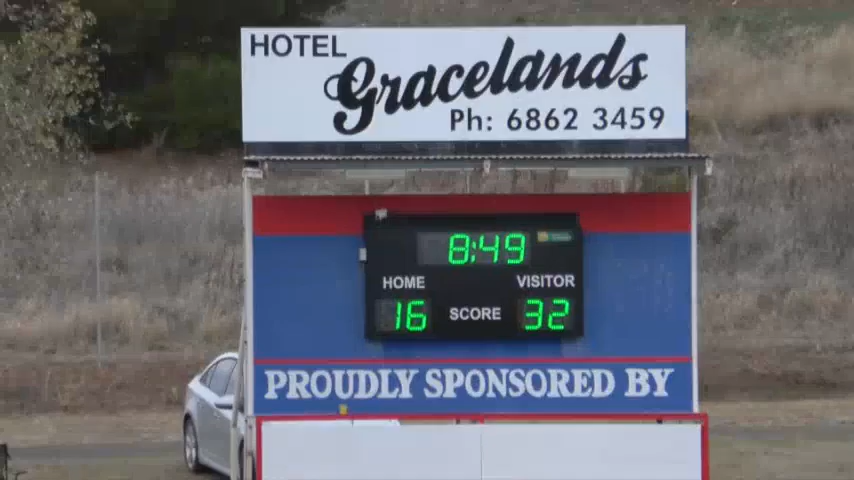 HOTEL
Gracelands
Ph: 6862 3459
8:49
HOME VISITOR
16 SCORE 32
PROUDLY SPONSORED BY